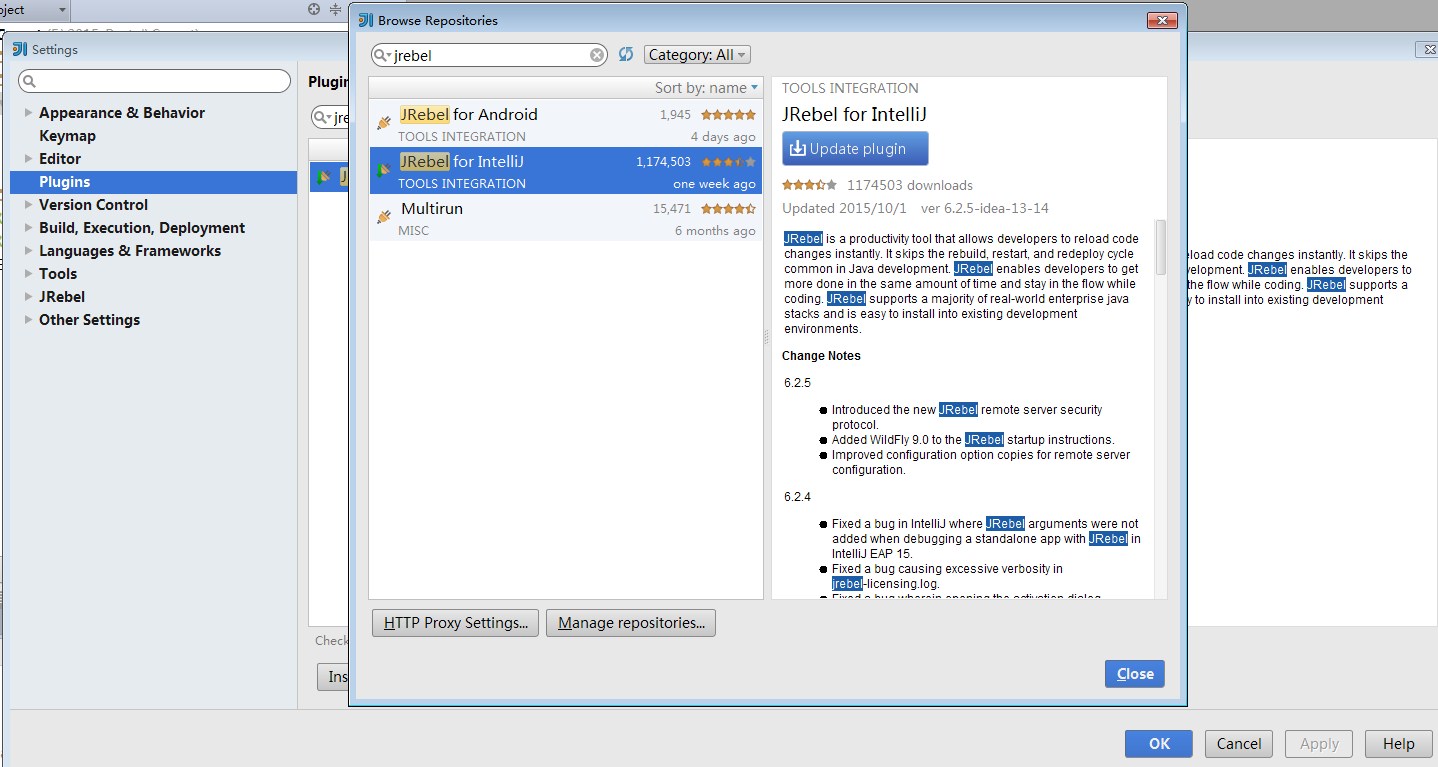 oject
Browse Repositories
Settings
jrebel
Category: All
Plugin
Sort by: name
TOOLS INTEGRATION
Appearance & Behavior
JRebel for Android
1,945
JRebel for IntelliJ
jre
Keymap
TOOLS INTEGRATION
4 days ago
Update plugin
Editor
JRebel for IntelliJ
1,174,503
Plugins
TOOLS INTEGRATION
one week ago
1174503 downloads
Version Control
Multirun
15,471
Updated 2015/10/1 ver 6.2.5-idea-13-14
Build, Execution, Deployment
MISC
6 months ago
Languages & Frameworks
Tools
JRebel
Other Settings
JRebel is a productivity tool that allows developers to reload code
changes instantly. It skips the rebuild, restart, and redeploy cycle
common in Java development. JRebel enables developers to get
more done in the same amount of time and stay in the flow while
coding. JRebel supports a majority of real-world enterprise java
stacks and is easy to install into existing development
environments.
Change Notes
6.2.5
Introduced the new JRebel remote server security
protocol.
Added WildFly 9.0 to the JRebel startup instructions.
Improved configuration option copies for remote server
configuration.
6.2.4
Fixed a bug in IntelliJ where JRebel arguments were not
added when debugging a standalone app with JRebel in
IntelliJ EAP 15.
Fixed a bug causing excessive verbosity in
jrebel-licensing.log.
Fixed a bug wherein opening the activation dialog
eload code changes instantly. It skips the
velopment. JRebel enables developers to
the flow while coding. JRebel supports a
y to install into existing development
HTTP Proxy Settings...
Manage repositories...
Check
Ins
Close
OK
Cancel
Apply
Help